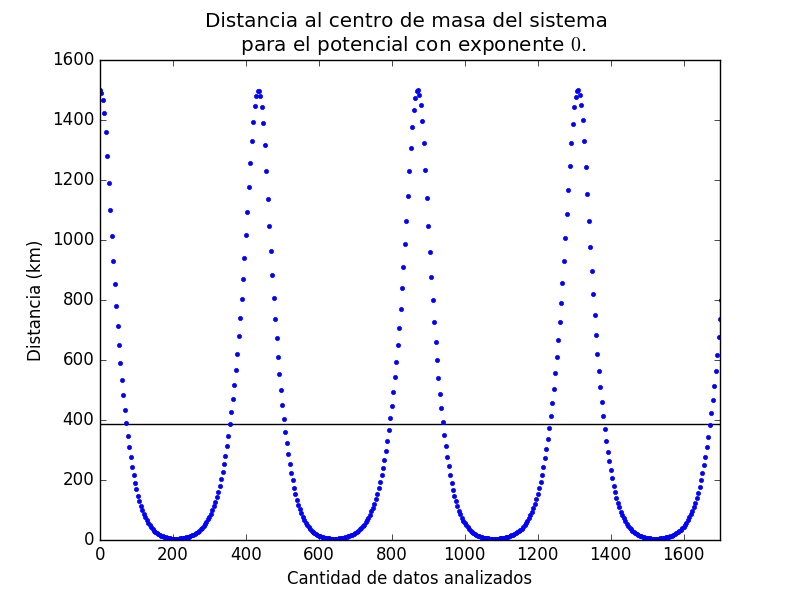 Distancia al centro de masa del sistema
para el potencial con exponente 0.
1600
1400
1200
1000
800
600
400
200
0
Distancia (km)
0 200 400 600 800 1000 1200 1400 1600
Cantidad de datos analizados